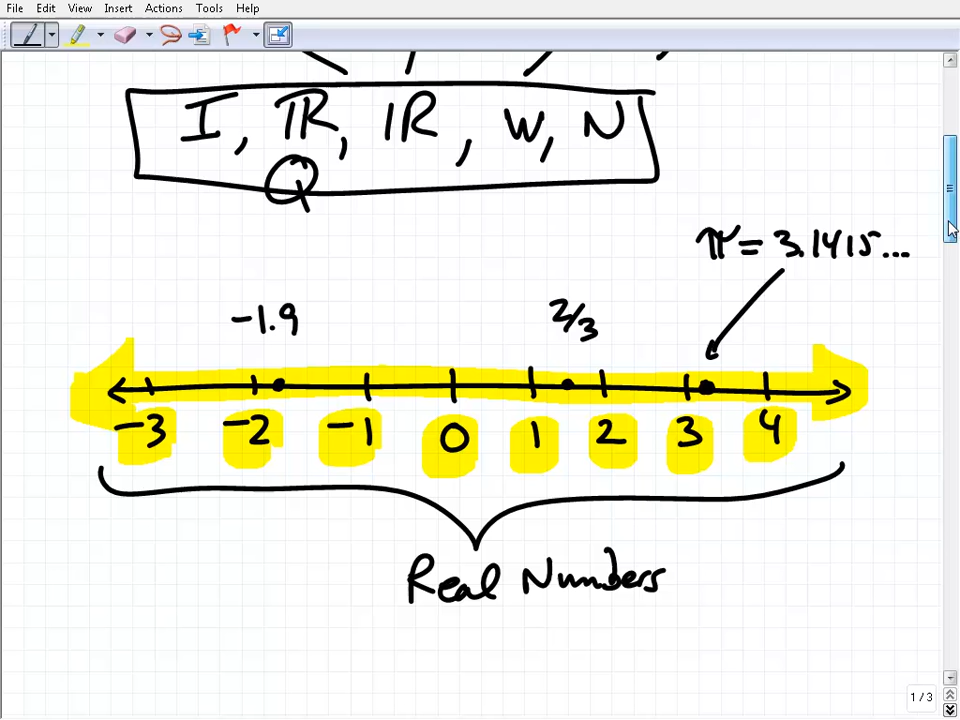 File Edit View Insert Actions Tools Help
I, ℝ, IR, W, N
Q
π = 3.1415...
-1.9 2/3
-3 -2 -1 0 1 2 3 4
Real Numbers
1 / 3